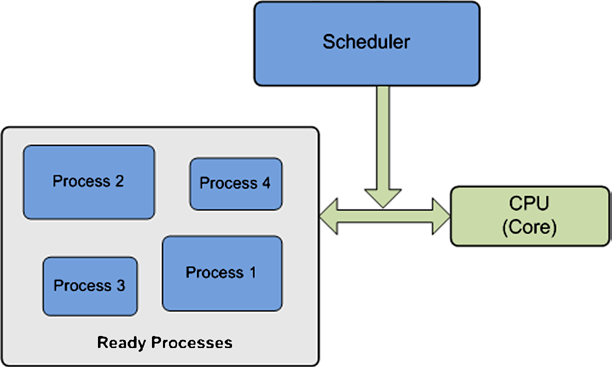 Scheduler
Process 2
Process 4
CPU
(Core)
Process 3
Process 1
Ready Processes